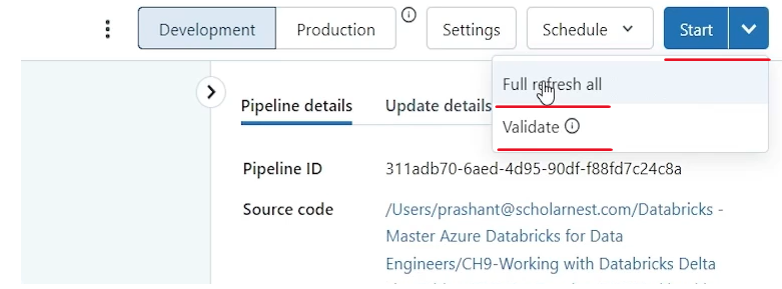 Development Production Settings Schedule Start
Full refresh all
Pipeline details Update details
Validate
Pipeline ID 311adb70-6aed-4d95-90df-f88fd7c24c8a
Source code /Users/prashant@scholarnest.com/Databricks -
Master Azure Databricks for Data
Engineers/CH9-Working with Databricks Delta